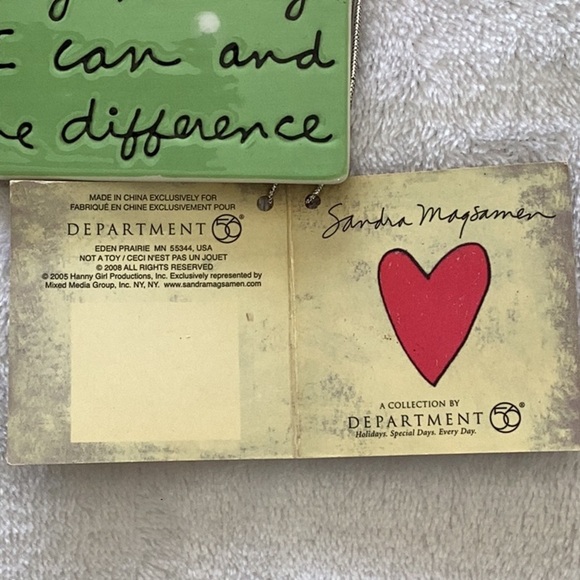 I can and
difference
MADE IN CHINA EXCLUSIVELY FOR
FABRIQUÉ EN CHINE EXCLUSIVEMENT POUR
DEPARTMENT 56®
EDEN PRAIRIE MN 55344, USA
NOT A TOY / CECI N'EST PAS UN JOUET
© 2008 ALL RIGHTS RESERVED
© 2005 Hanny Girl Productions, Inc. Exclusively represented by
Mixed Media Group, Inc. NY, NY. www.sandramagsamen.com
Sandra Magsamen
A COLLECTION BY
DEPARTMENT 56®
Holidays. Special Days. Every Day.